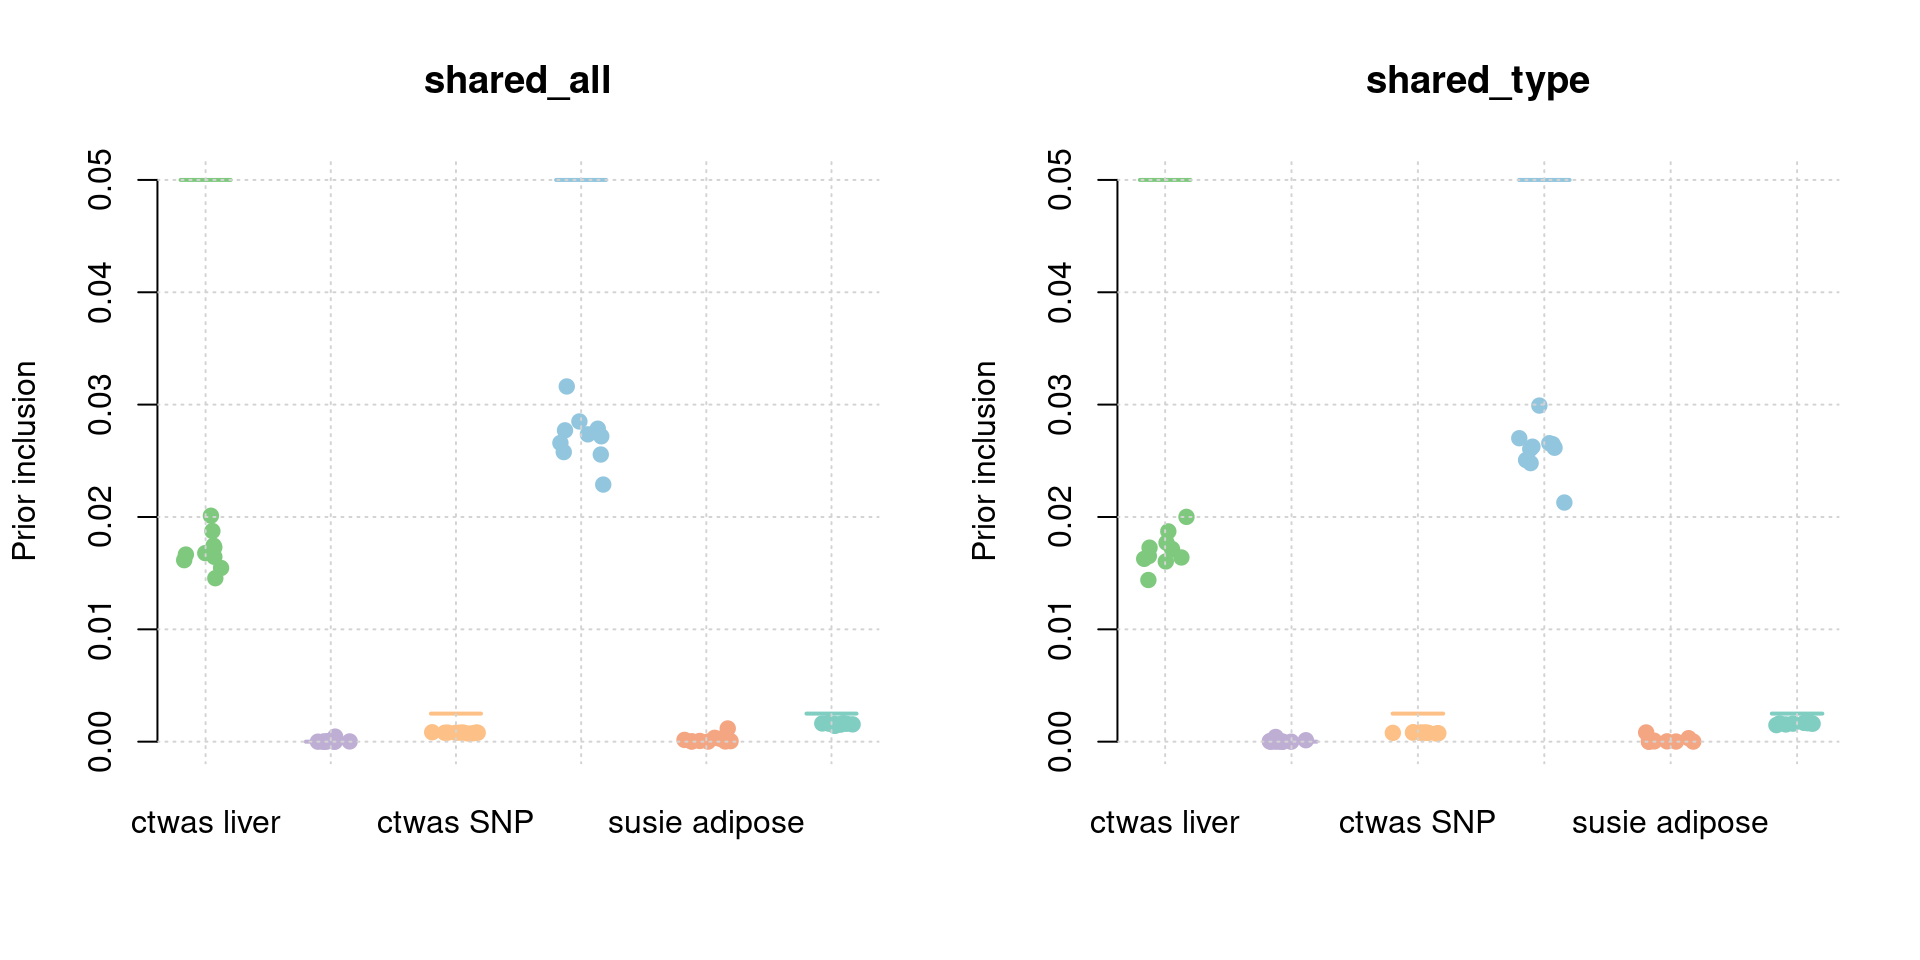 shared_all
Prior inclusion
0.05
0.04
0.03
0.02
0.01
0.00
ctwas liver
ctwas SNP
susie adipose
shared_type
Prior inclusion
0.05
0.04
0.03
0.02
0.01
0.00
ctwas liver
ctwas SNP
susie adipose